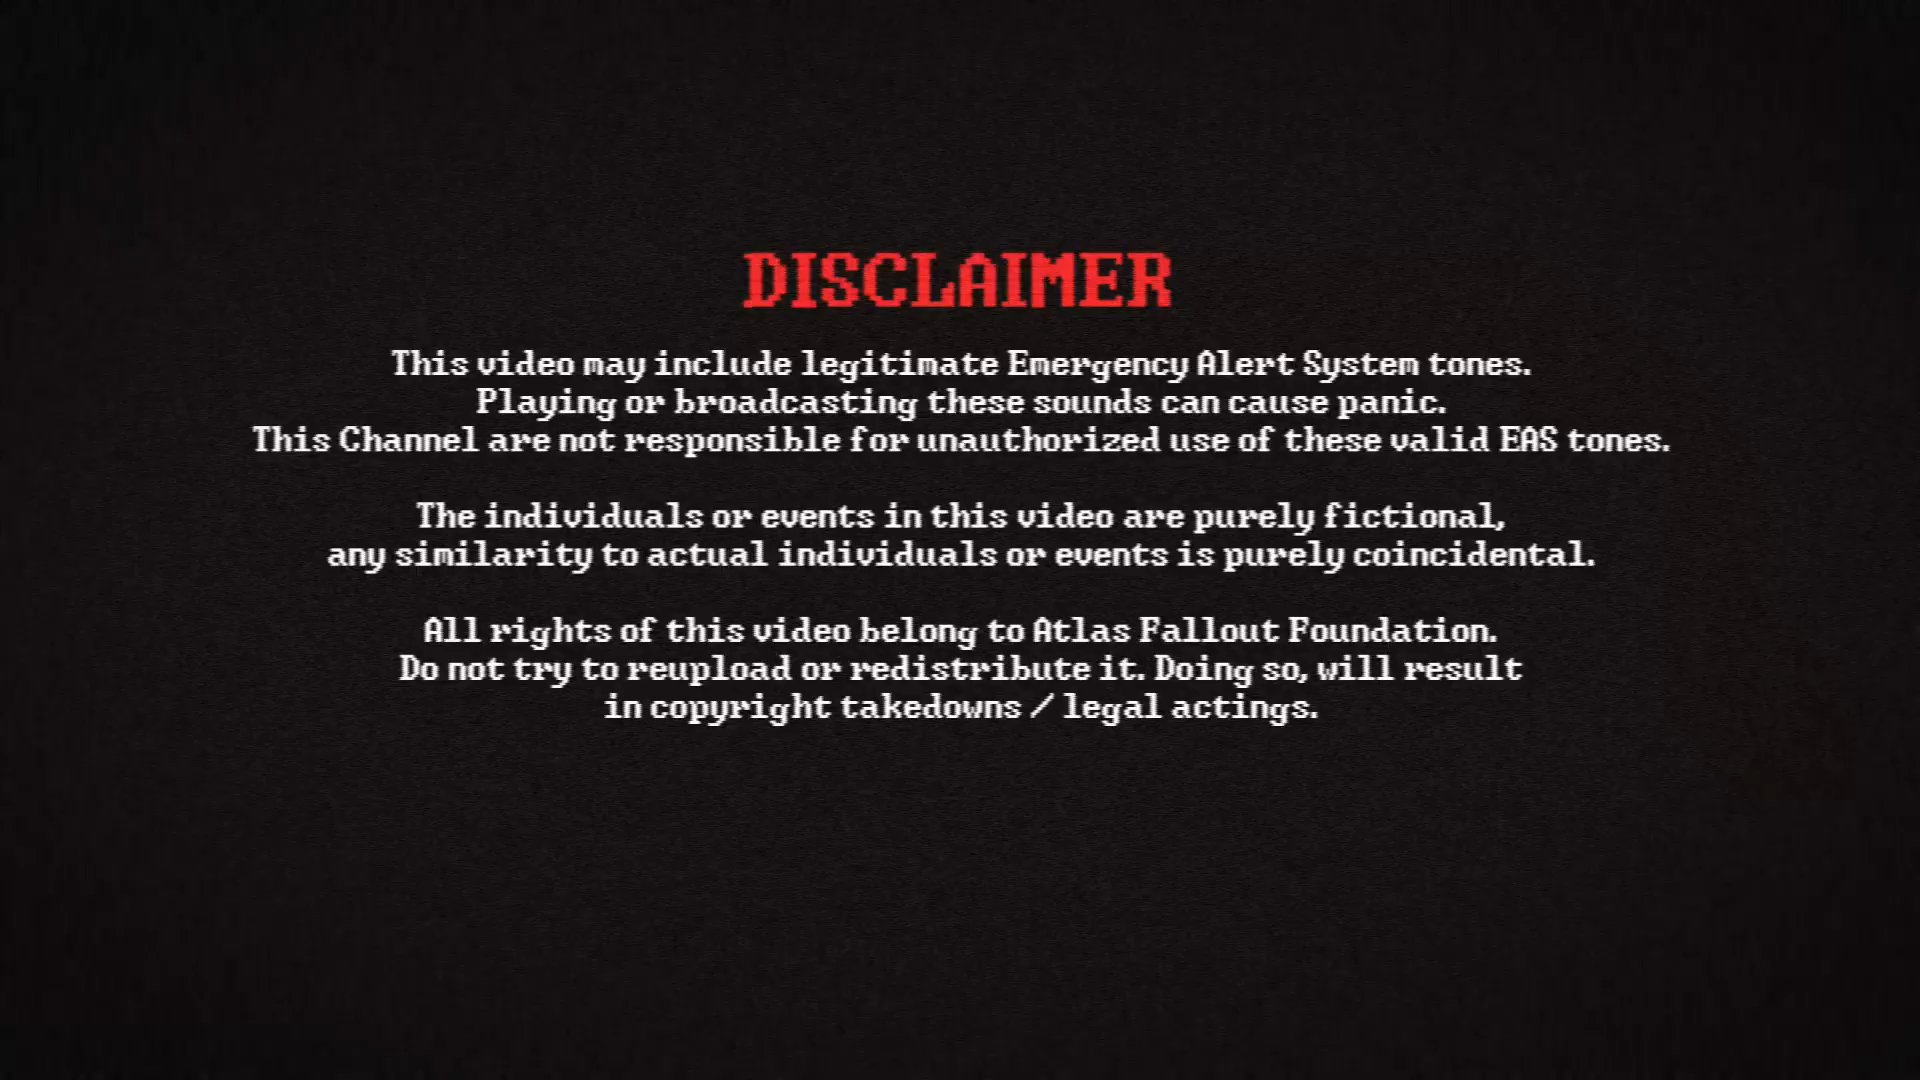 DISCLAIMER
This video may include legitimate Emergency Alert System tones.
Playing or broadcasting these sounds can cause panic.
This Channel are not responsible for unauthorized use of these valid EAS tones.
The individuals or events in this video are purely fictional,
any similarity to actual individuals or events is purely coincidental.
All rights of this video belong to Atlas Fallout Foundation.
Do not try to reupload or redistribute it. Doing so, will result
in copyright takedowns / legal actings.